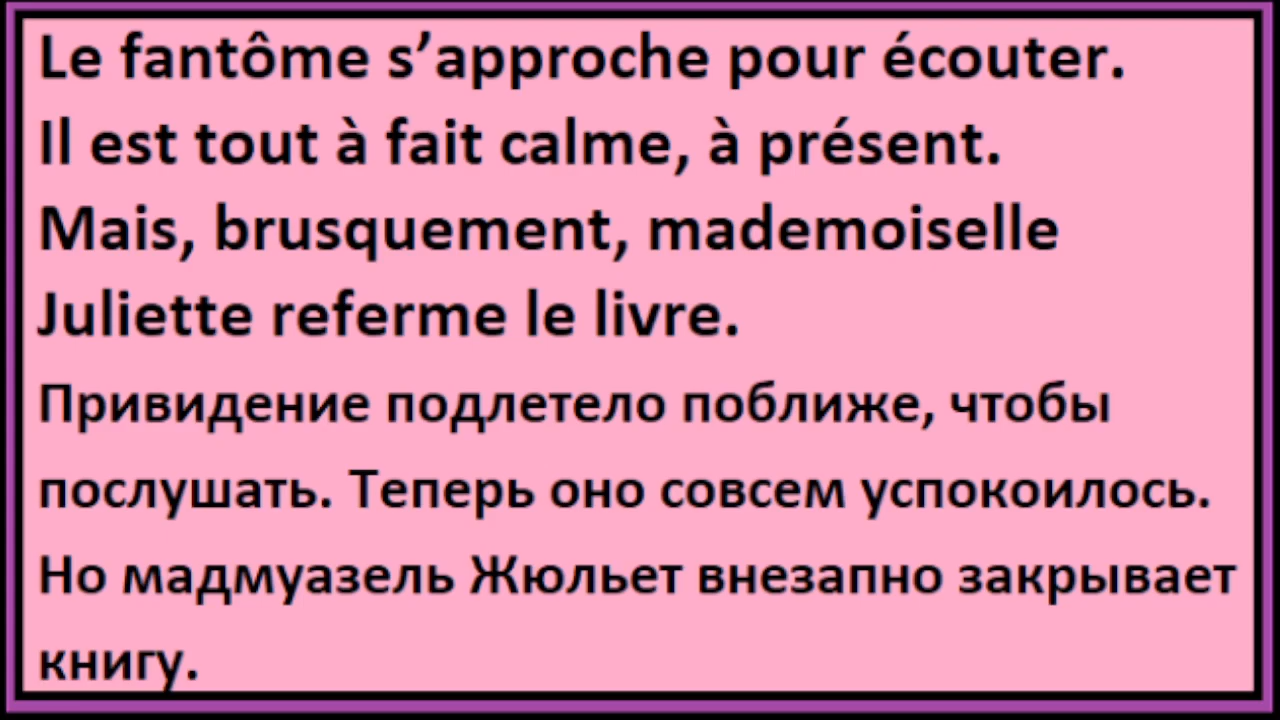 Le fantôme s’approche pour écouter.
Il est tout à fait calme, à présent.
Mais, brusquement, mademoiselle
Juliette referme le livre.
Привидение подлетело поближе, чтобы
послушать. Теперь оно совсем успокоилось.
Но мадмуазель Жюльет внезапно закрывает
книгу.